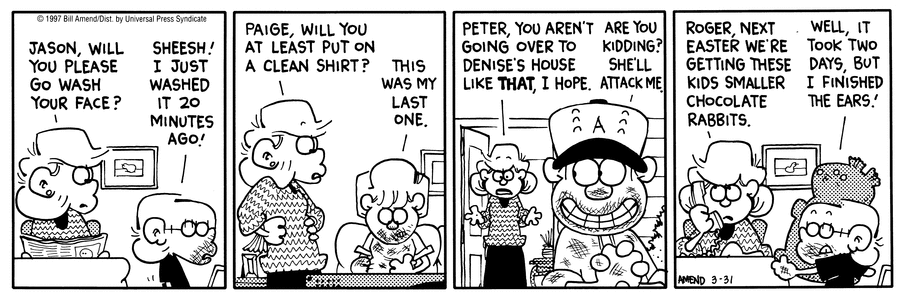 © 1997 Bill Amend/Dist. by Universal Press Syndicate
JASON, WILL
YOU PLEASE
GO WASH
YOUR FACE?
SHEESH!
I JUST
WASHED
IT 20
MINUTES
AGO!
PAIGE, WILL YOU
AT LEAST PUT ON
A CLEAN SHIRT?
THIS
WAS MY
LAST
ONE.
PETER, YOU AREN'T
GOING OVER TO
DENISE'S HOUSE
LIKE THAT, I HOPE.
ARE YOU
KIDDING?
SHE'LL
ATTACK ME.
A
ROGER, NEXT
EASTER WE'RE
GETTING THESE
KIDS SMALLER
CHOCOLATE
RABBITS.
WELL, IT
TOOK TWO
DAYS, BUT
I FINISHED
THE EARS!
AMEND 3-31